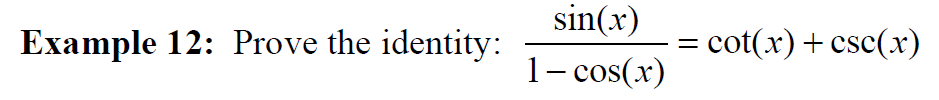 Example 12: Prove the identity: sin(x) / 1 − cos(x) = cot(x) + csc(x)